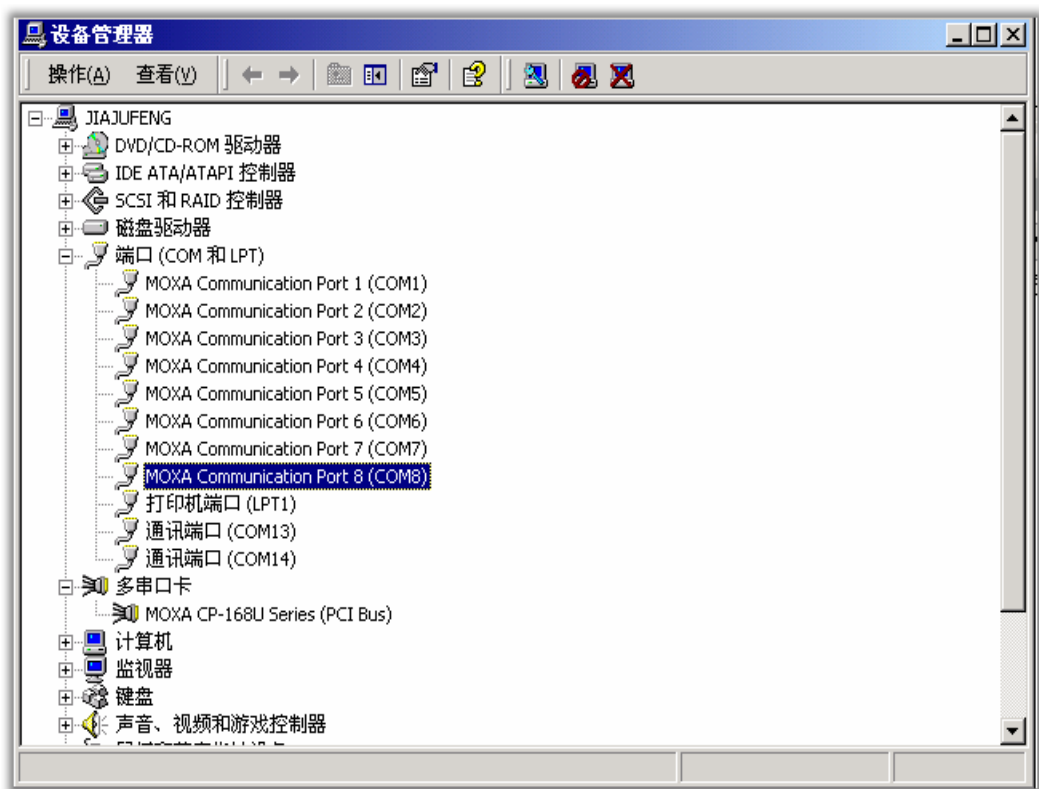 设备管理器
操作(A) 查看(V)
JIAJUFENG
DVD/CD-ROM 驱动器
IDE ATA/ATAPI 控制器
SCSI 和 RAID 控制器
磁盘驱动器
端口 (COM 和 LPT)
MOXA Communication Port 1 (COM1)
MOXA Communication Port 2 (COM2)
MOXA Communication Port 3 (COM3)
MOXA Communication Port 4 (COM4)
MOXA Communication Port 5 (COM5)
MOXA Communication Port 6 (COM6)
MOXA Communication Port 7 (COM7)
MOXA Communication Port 8 (COM8)
打印机端口 (LPT1)
通讯端口 (COM13)
通讯端口 (COM14)
多串口卡
MOXA CP-168U Series (PCI Bus)
计算机
监视器
键盘
声音、视频和游戏控制器